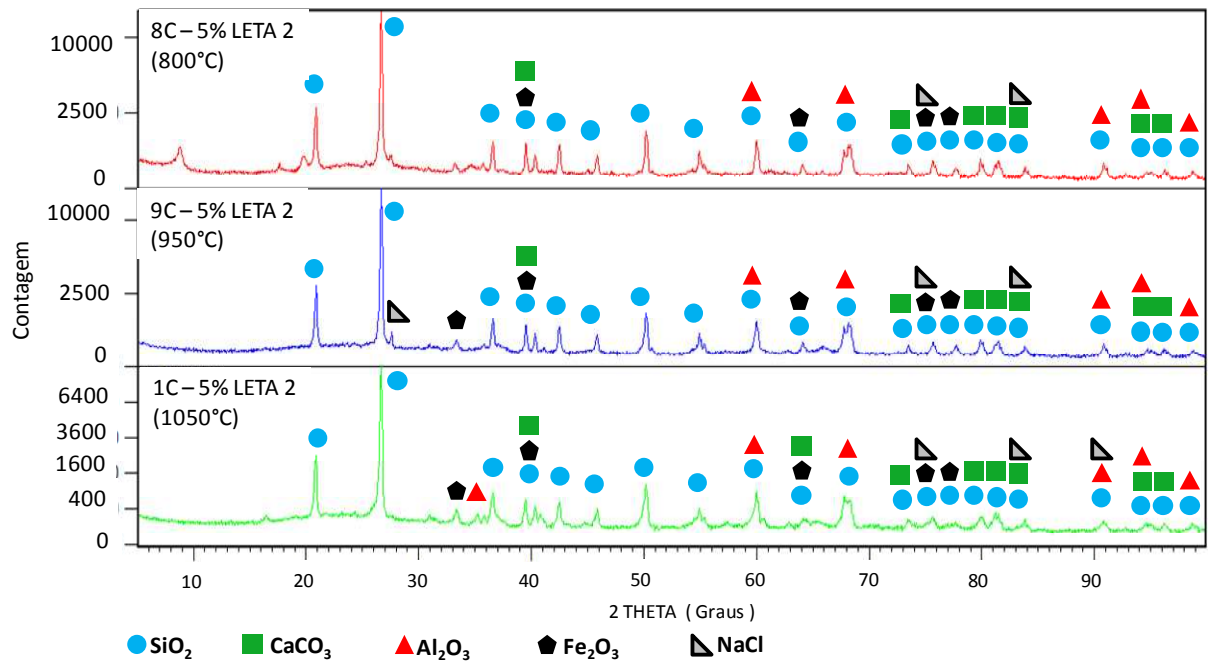 8C – 5% LETA 2
(800°C)
10000
2500
0
9C – 5% LETA 2
(950°C)
10000
2500
0
1C – 5% LETA 2
(1050°C)
6400
3600
1600
400
0
Contagem
10 20 30 40 50 60 70 80 90
2 THETA ( Graus )
SiO₂ CaCO₃ Al₂O₃ Fe₂O₃ NaCl